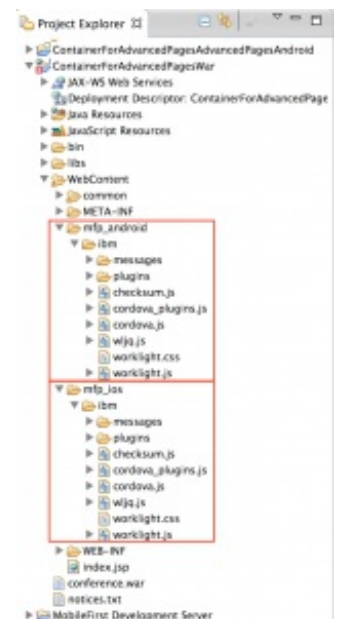 Project Explorer
ContainerForAdvancedPagesAdvancedPagesAndroid
ContainerForAdvancedPagesWar
JAX-WS Web Services
Deployment Descriptor: ContainerForAdvancedPage
Java Resources
JavaScript Resources
bin
libs
WebContent
common
META-INF
mfp_android
ibm
messages
plugins
checksum.js
cordova_plugins.js
cordova.js
wljq.js
worklight.css
worklight.js
mfp_ios
ibm
messages
plugins
checksum.js
cordova_plugins.js
cordova.js
wljq.js
worklight.css
worklight.js
WEB-INF
index.jsp
conference.war
notices.txt
MobileFirst Development Server